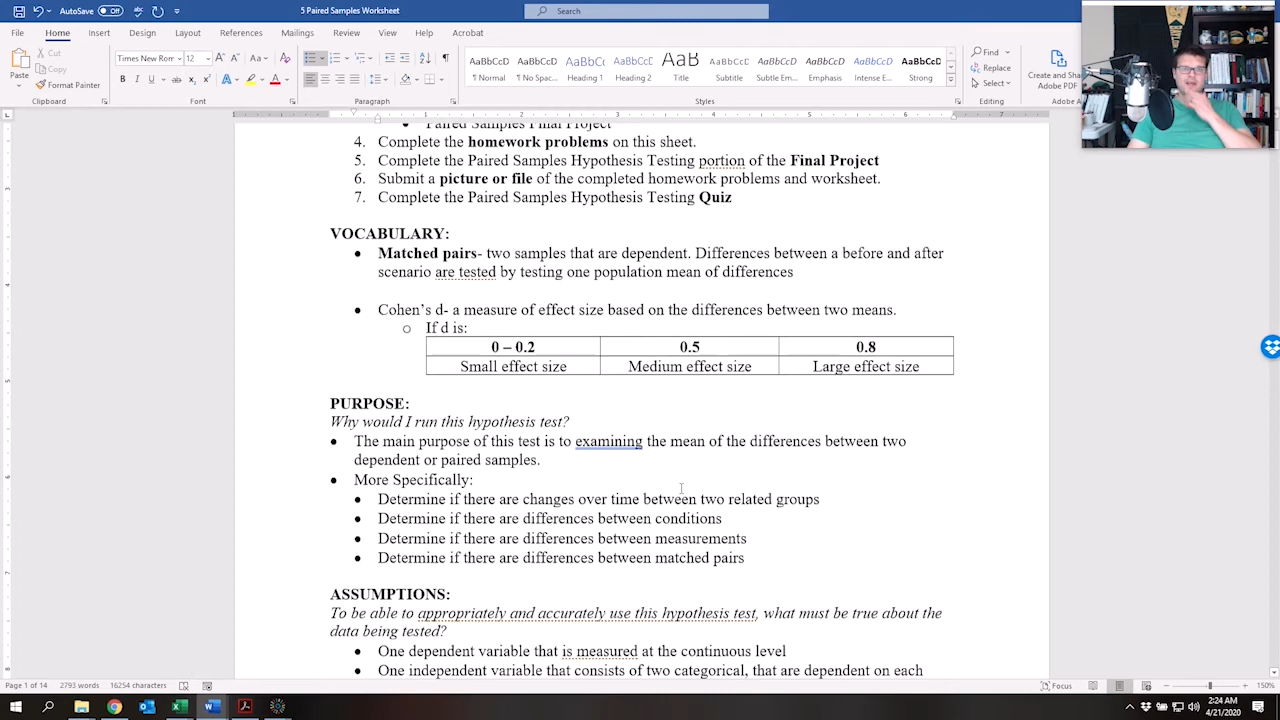 AutoSave Off
5 Paired Samples Worksheet
Search
File Home Insert Draw Design Layout References Mailings Review View Help Acrobat
Paste
Cut
Copy
Format Painter
Clipboard
Times New Rom 12
Font
Paragraph
AaBbCcDd AaBbCcDd AaBbCc AaBbCcD AaB AaBbCcD AaBbCcDd AaBbCcDd AaBbCcDd AaBbCcD
¶ Normal ¶ No Spac... Heading 1 Heading 2 Title Subtitle Subtle Em... Emphasis Intense E... Strong
Styles
Find
Replace
Select
Editing
Create and Share
Adobe PDF
Adobe A
• Paired Samples Final Project
4. Complete the homework problems on this sheet.
5. Complete the Paired Samples Hypothesis Testing portion of the Final Project
6. Submit a picture or file of the completed homework problems and worksheet.
7. Complete the Paired Samples Hypothesis Testing Quiz
VOCABULARY:
• Matched pairs- two samples that are dependent. Differences between a before and after
scenario are tested by testing one population mean of differences
• Cohen's d- a measure of effect size based on the differences between two means.
o If d is:
0 – 0.2 0.5 0.8
Small effect size Medium effect size Large effect size
PURPOSE:
Why would I run this hypothesis test?
• The main purpose of this test is to examining the mean of the differences between two
dependent or paired samples.
• More Specifically:
• Determine if there are changes over time between two related groups
• Determine if there are differences between conditions
• Determine if there are differences between measurements
• Determine if there are differences between matched pairs
ASSUMPTIONS:
To be able to appropriately and accurately use this hypothesis test, what must be true about the
data being tested?
• One dependent variable that is measured at the continuous level
• One independent variable that consists of two categorical, that are dependent on each
Page 1 of 14 2793 words 16254 characters
Focus
150%
2:24 AM
4/21/2020